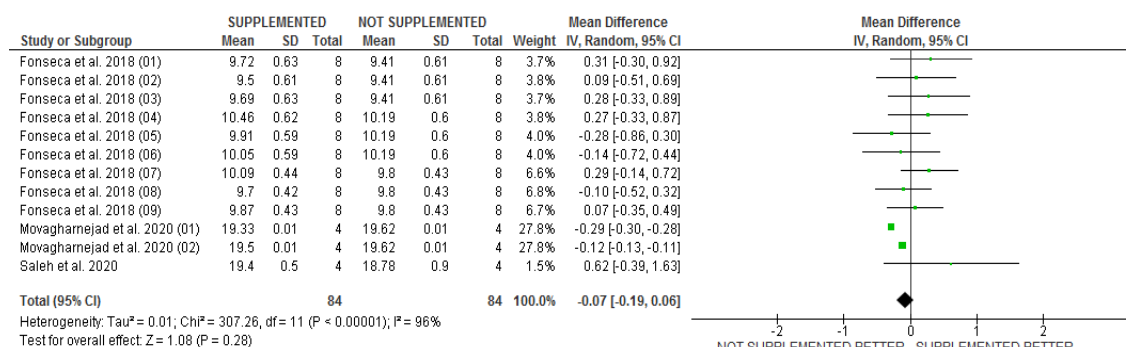 SUPPLEMENTED NOT SUPPLEMENTED Mean Difference Mean Difference
Study or Subgroup Mean SD Total Mean SD Total Weight IV, Random, 95% CI IV, Random, 95% CI
Fonseca et al. 2018 (01) 9.72 0.63 8 9.41 0.61 8 3.7% 0.31 [-0.30, 0.92]
Fonseca et al. 2018 (02) 9.5 0.61 8 9.41 0.61 8 3.8% 0.09 [-0.51, 0.69]
Fonseca et al. 2018 (03) 9.69 0.63 8 9.41 0.61 8 3.7% 0.28 [-0.33, 0.89]
Fonseca et al. 2018 (04) 10.46 0.62 8 10.19 0.6 8 3.8% 0.27 [-0.33, 0.87]
Fonseca et al. 2018 (05) 9.91 0.59 8 10.19 0.6 8 4.0% -0.28 [-0.86, 0.30]
Fonseca et al. 2018 (06) 10.05 0.59 8 10.19 0.6 8 4.0% -0.14 [-0.72, 0.44]
Fonseca et al. 2018 (07) 10.09 0.44 8 9.8 0.43 8 6.6% 0.29 [-0.14, 0.72]
Fonseca et al. 2018 (08) 9.7 0.42 8 9.8 0.43 8 6.8% -0.10 [-0.52, 0.32]
Fonseca et al. 2018 (09) 9.87 0.43 8 9.8 0.43 8 6.7% 0.07 [-0.35, 0.49]
Movagharnejad et al. 2020 (01) 19.33 0.01 4 19.62 0.01 4 27.8% -0.29 [-0.30, -0.28]
Movagharnejad et al. 2020 (02) 19.5 0.01 4 19.62 0.01 4 27.8% -0.12 [-0.13, -0.11]
Saleh et al. 2020 19.4 0.5 4 18.78 0.9 4 1.5% 0.62 [-0.39, 1.63]
Total (95% CI) 84 84 100.0% -0.07 [-0.19, 0.06]
Heterogeneity: Tau² = 0.01; Chi² = 307.26, df = 11 (P < 0.00001); I² = 96%
Test for overall effect: Z = 1.08 (P = 0.28)
-2 -1 0 1 2
NOT SUPPLEMENTED BETTER SUPPLEMENTED BETTER